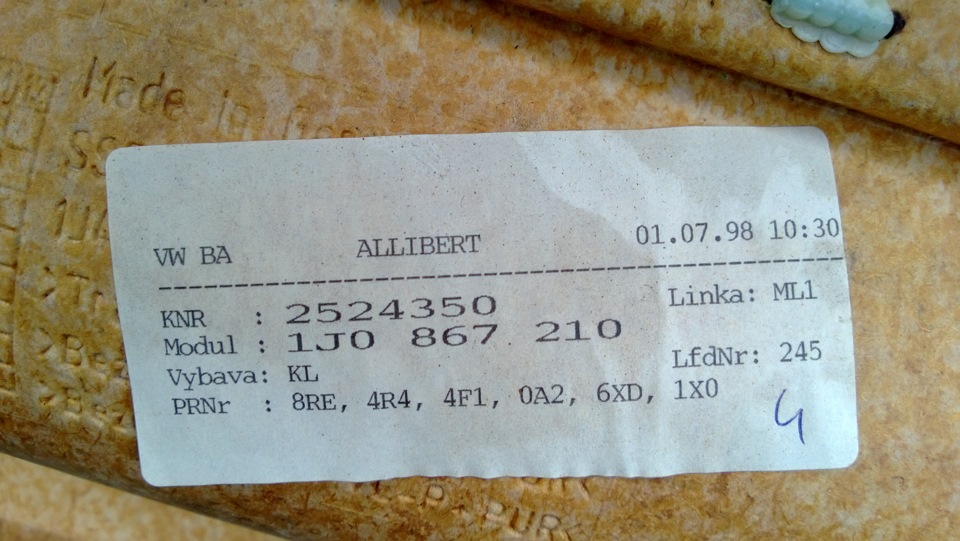 Made in
VW BA ALLIBERT 01.07.98 10:30
KNR : 2524350 Linka: ML1
Modul : 1J0 867 210
Vybava: KL LfdNr: 245
PRNr : 8RE, 4R4, 4F1, 0A2, 6XD, 1X0
4
PUR